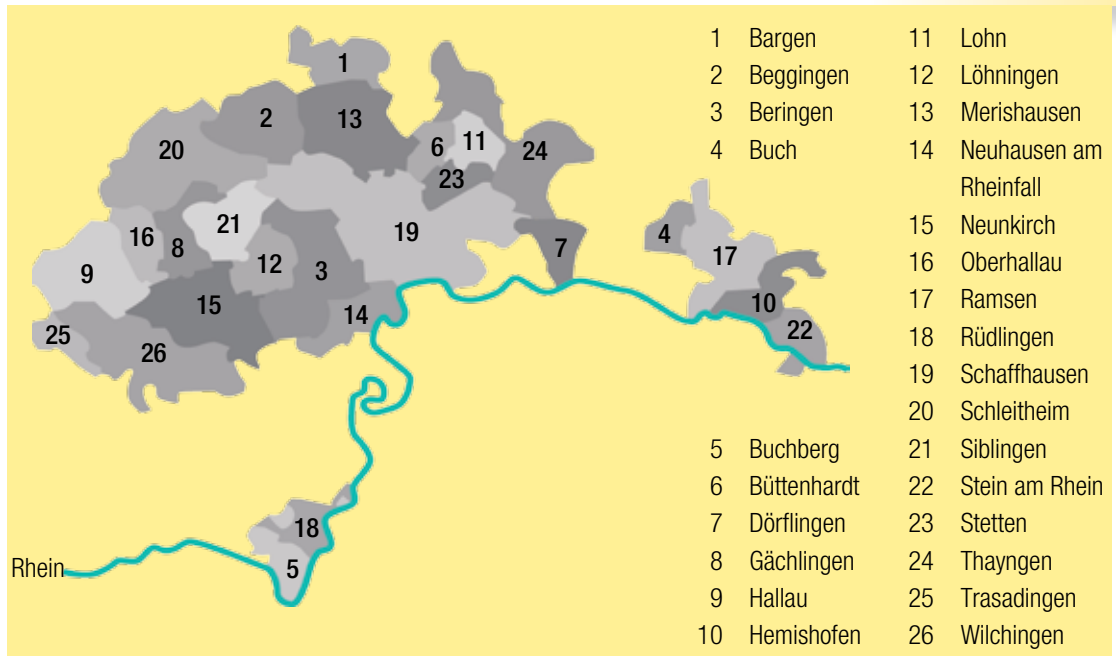 1
2
13
20
6
11
24
23
16
8
21
19
4
17
9
12
3
7
15
14
10
25
26
22
18
5
Rhein
1 Bargen
2 Beggingen
3 Beringen
4 Buch
5 Buchberg
6 Büttenhardt
7 Dörflingen
8 Gächlingen
9 Hallau
10 Hemishofen
11 Lohn
12 Löhningen
13 Merishausen
14 Neuhausen am
Rheinfall
15 Neunkirch
16 Oberhallau
17 Ramsen
18 Rüdlingen
19 Schaffhausen
20 Schleitheim
21 Siblingen
22 Stein am Rhein
23 Stetten
24 Thayngen
25 Trasadingen
26 Wilchingen